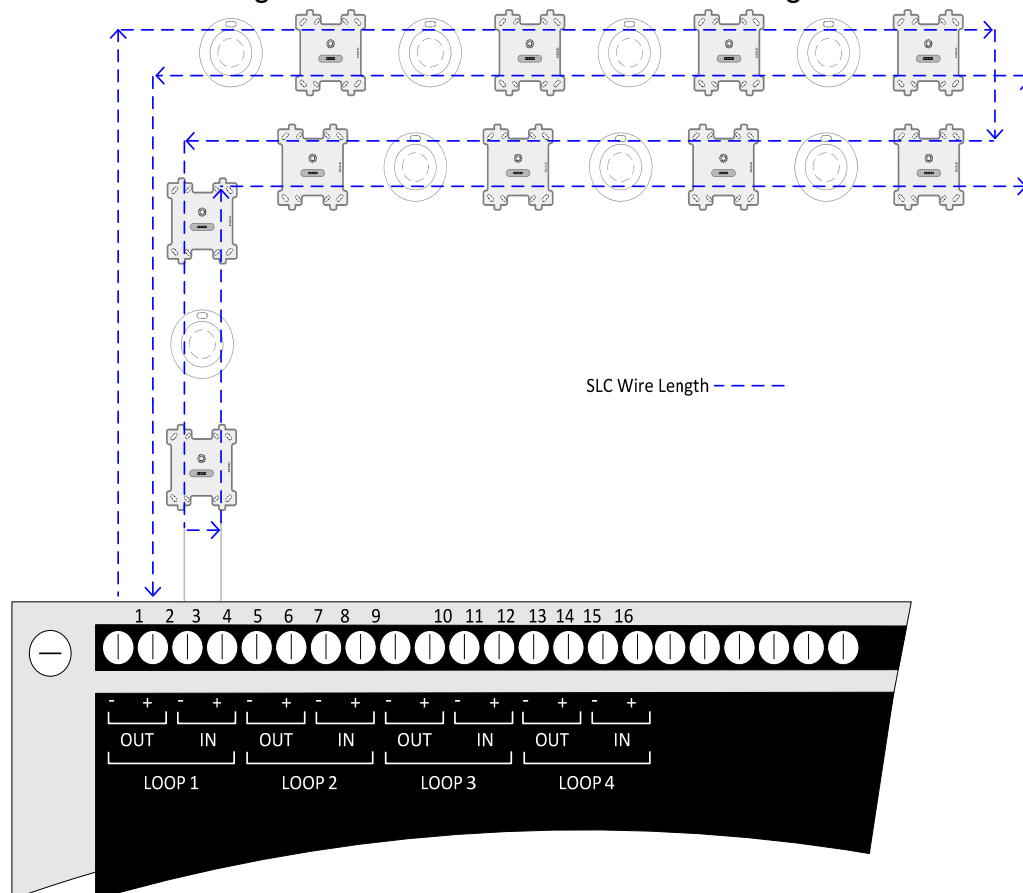 SLC Wire Length
1 2 3 4 5 6 7 8 9 10 11 12 13 14 15 16
- + - + - + - + - + - + - + - +
OUT IN OUT IN OUT IN OUT IN
LOOP 1 LOOP 2 LOOP 3 LOOP 4